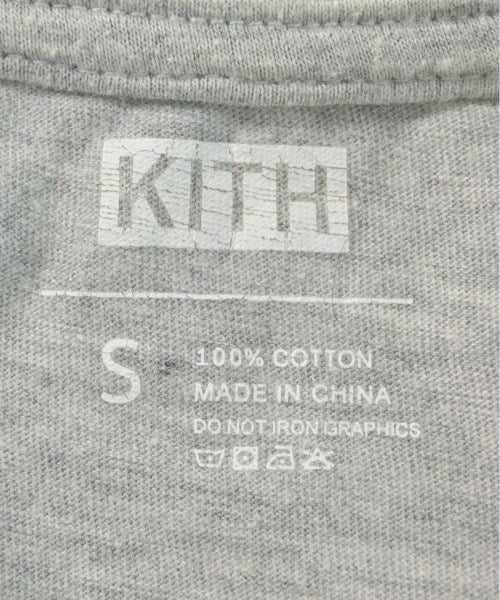 KITH
S
100% COTTON
MADE IN CHINA
DO NOT IRON GRAPHICS